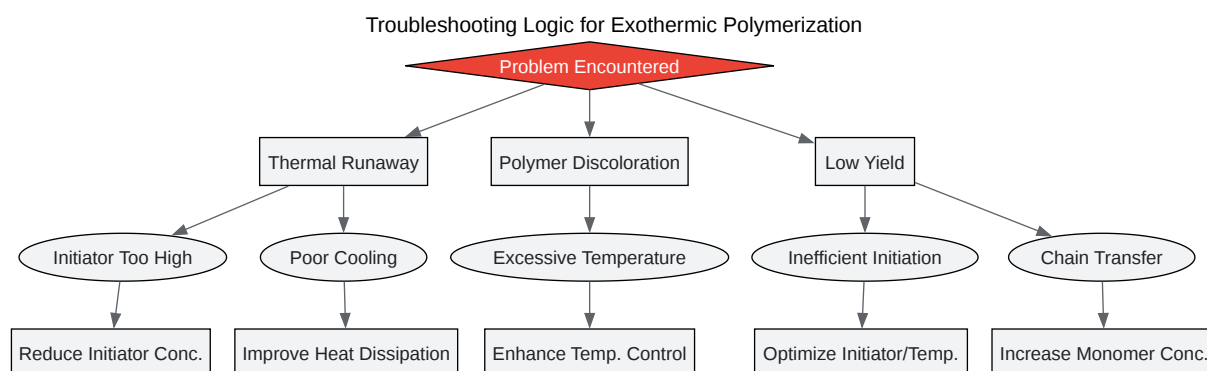 Troubleshooting Logic for Exothermic Polymerization
Problem Encountered
Thermal Runaway
Polymer Discoloration
Low Yield
Initiator Too High
Poor Cooling
Excessive Temperature
Inefficient Initiation
Chain Transfer
Reduce Initiator Conc.
Improve Heat Dissipation
Enhance Temp. Control
Optimize Initiator/Temp.
Increase Monomer Conc.